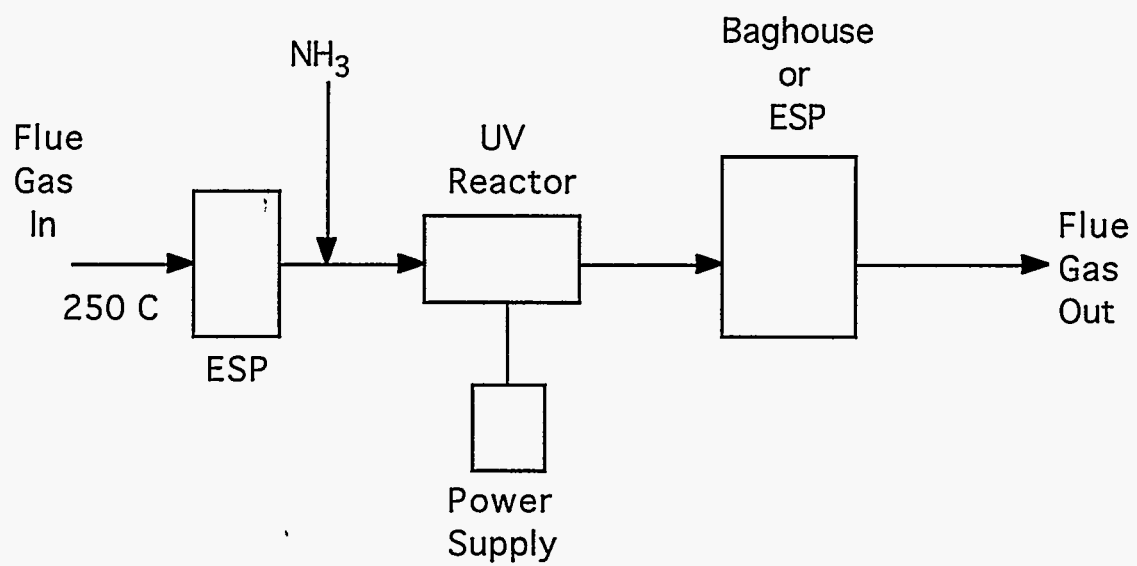 Flue
Gas
In
250 C
ESP
NH₃
UV
Reactor
Power
Supply
Baghouse
or
ESP
Flue
Gas
Out